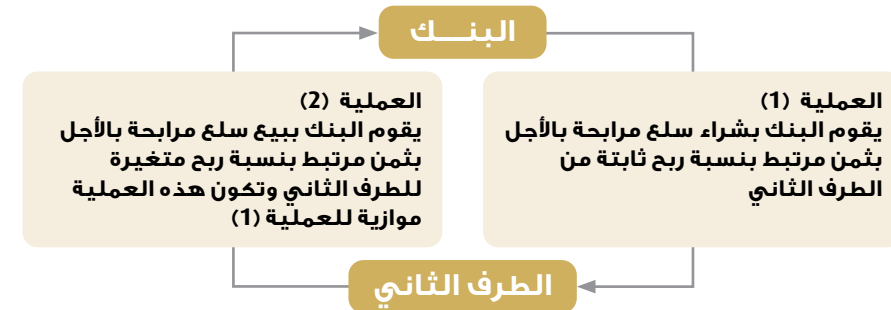 البنــــك
العملية (1)
يقوم البنك بشراء سلع مرابحة بالأجل
بثمن مرتبط بنسبة ربح ثابتة من
الطرف الثاني
العملية (2)
يقوم البنك ببيع سلع مرابحة بالأجل
بثمن مرتبط بنسبة ربح متغيرة
للطرف الثاني وتكون هذه العملية
موازية للعملية (1)
الطرف الثاني